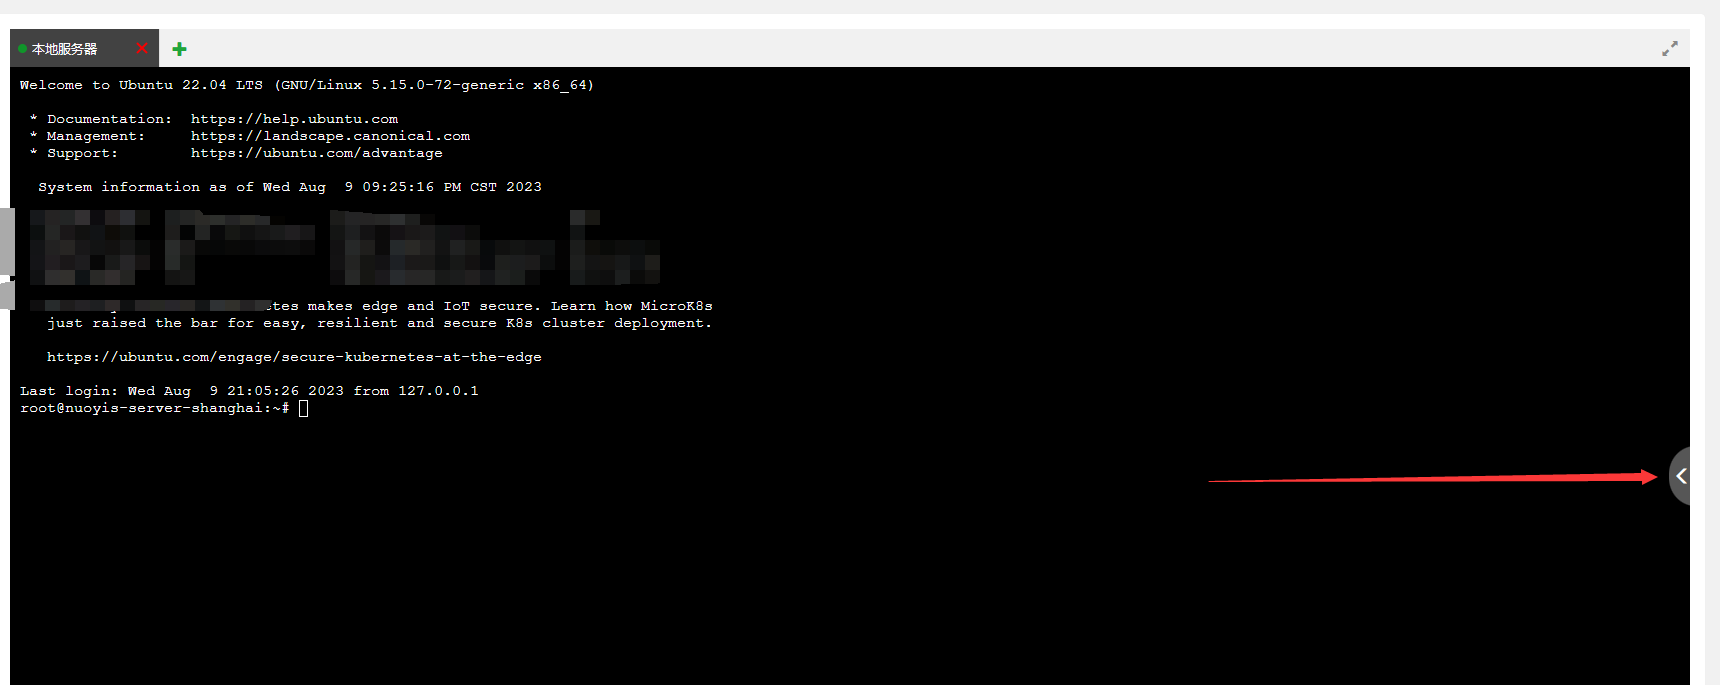 本地服务器
Welcome to Ubuntu 22.04 LTS (GNU/Linux 5.15.0-72-generic x86_64)
* Documentation:  https://help.ubuntu.com
* Management:     https://landscape.canonical.com
* Support:        https://ubuntu.com/advantage
System information as of Wed Aug  9 09:25:16 PM CST 2023
makes edge and IoT secure. Learn how MicroK8s
just raised the bar for easy, resilient and secure K8s cluster deployment.
https://ubuntu.com/engage/secure-kubernetes-at-the-edge
Last login: Wed Aug  9 21:05:26 2023 from 127.0.0.1
root@nuoyis-server-shanghai:~#